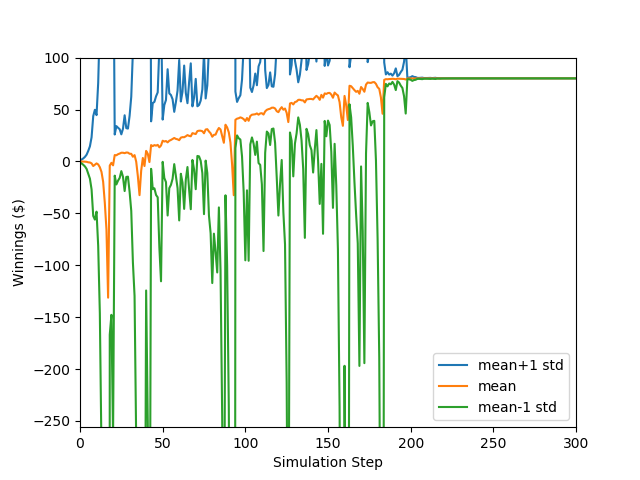 100
50
0
−50
−100
−150
−200
−250
Winnings ($)
mean+1 std
mean
mean-1 std
0 50 100 150 200 250 300
Simulation Step